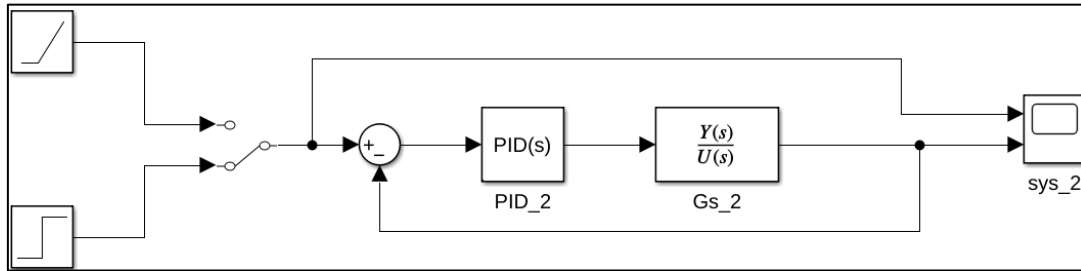 +
−
PID(s)
Y(s)
U(s)
PID_2
Gs_2
sys_2